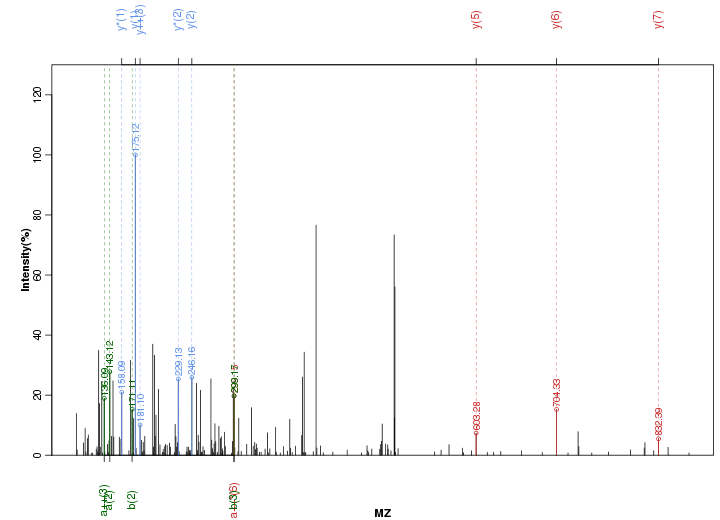 y*(1)
y(1)
y++(3)
y*(2)
y(2)
y(5)
y(6)
y(7)
Intensity(%)
0
20
40
60
80
100
120
136.09
143.12
158.09
171.11
175.12
181.10
229.13
246.16
603.28
704.33
832.39
a(2)
b(2)
b(3)
MZ